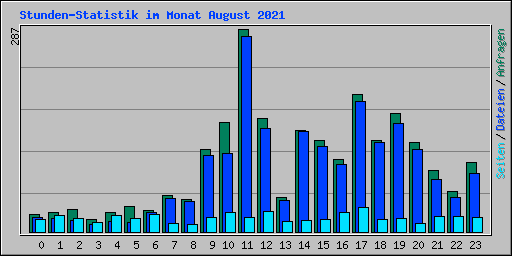 Stunden-Statistik im Monat August 2021
287
Seiten / Dateien / Anfragen
0 1 2 3 4 5 6 7 8 9 10 11 12 13 14 15 16 17 18 19 20 21 22 23